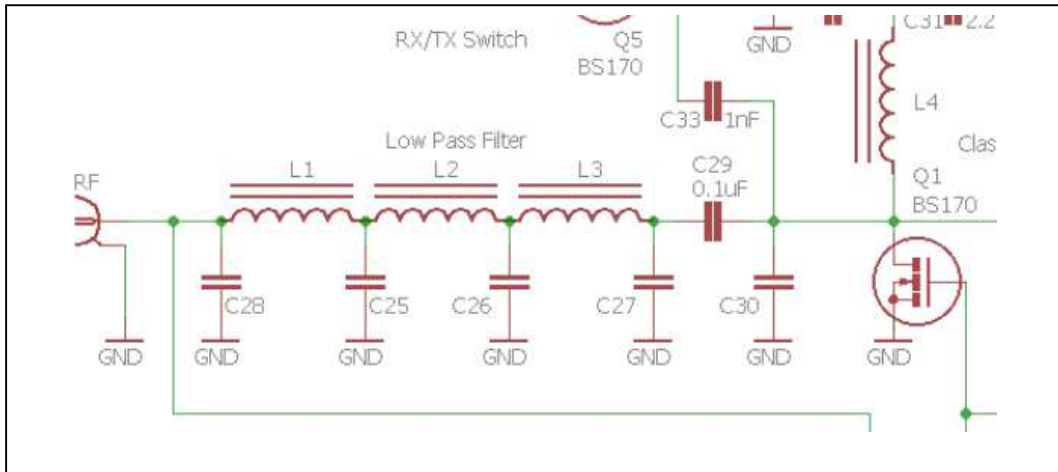 C31 2.2
RX/TX Switch
Q5
BS170
GND
L4
C33 1nF
Low Pass Filter
Clas
C29
0.1uF
L1 L2 L3
Q1
BS170
RF
C28 C25 C26 C27 C30
GND GND GND GND GND GND GND